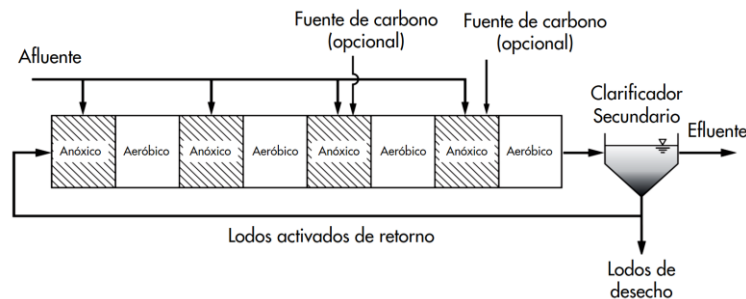 Fuente de carbono
(opcional)
Fuente de carbono
(opcional)
Afluente
Clarificador
Secundario
Efluente
Anóxico
Aeróbico
Anóxico
Aeróbico
Anóxico
Aeróbico
Anóxico
Aeróbico
Lodos activados de retorno
Lodos de
desecho